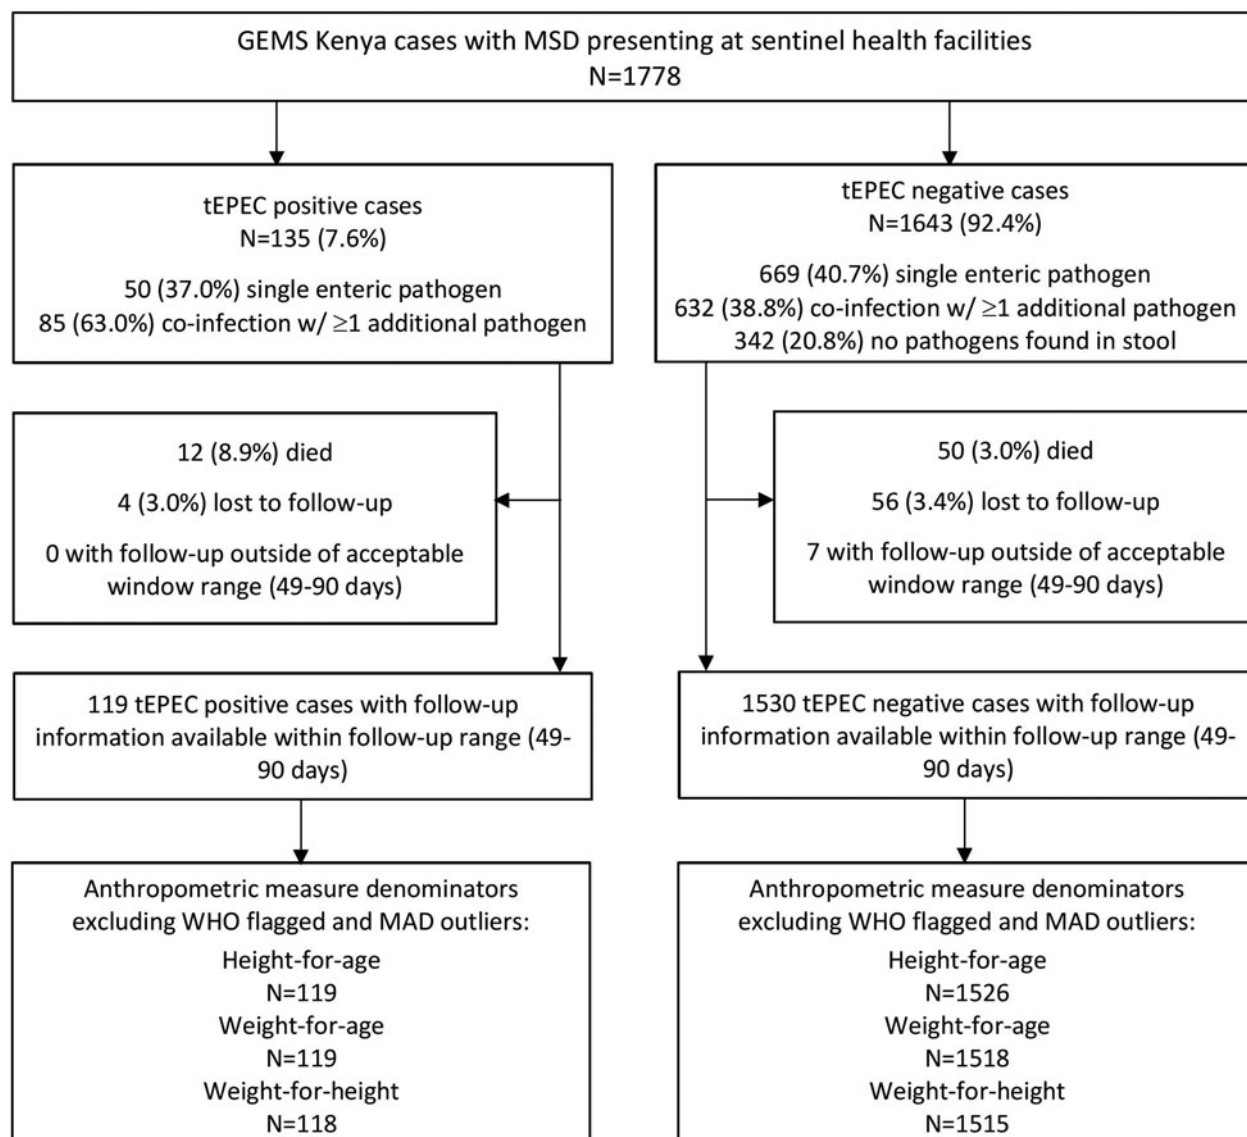 GEMS Kenya cases with MSD presenting at sentinel health facilities
N=1778
tEPEC positive cases
N=135 (7.6%)
50 (37.0%) single enteric pathogen
85 (63.0%) co-infection w/ ≥1 additional pathogen
tEPEC negative cases
N=1643 (92.4%)
669 (40.7%) single enteric pathogen
632 (38.8%) co-infection w/ ≥1 additional pathogen
342 (20.8%) no pathogens found in stool
12 (8.9%) died
4 (3.0%) lost to follow-up
0 with follow-up outside of acceptable
window range (49-90 days)
50 (3.0%) died
56 (3.4%) lost to follow-up
7 with follow-up outside of acceptable
window range (49-90 days)
119 tEPEC positive cases with follow-up
information available within follow-up range (49-
90 days)
1530 tEPEC negative cases with follow-up
information available within follow-up range (49-
90 days)
Anthropometric measure denominators
excluding WHO flagged and MAD outliers:
Height-for-age
N=119
Weight-for-age
N=119
Weight-for-height
N=118
Anthropometric measure denominators
excluding WHO flagged and MAD outliers:
Height-for-age
N=1526
Weight-for-age
N=1518
Weight-for-height
N=1515